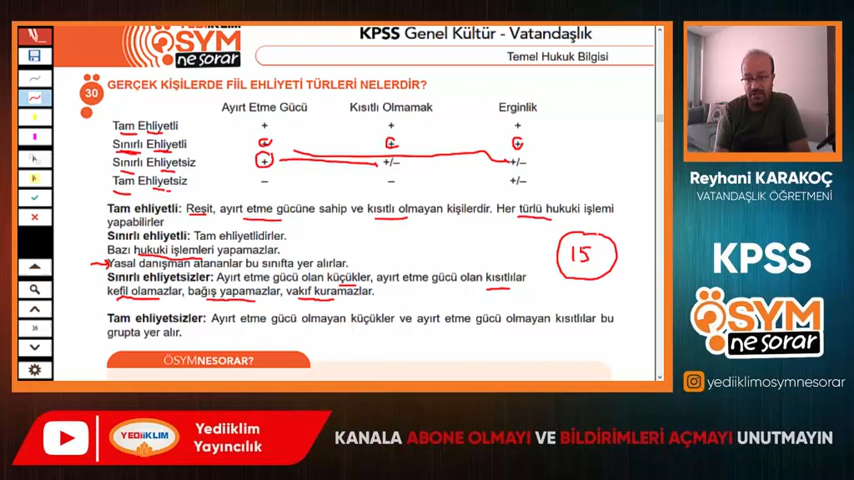 YEDİİKLİM
ÖSYM
ne sorar
KPSS Genel Kültür - Vatandaşlık
Temel Hukuk Bilgisi
30
GERÇEK KİŞİLERDE FİİL EHLİYETİ TÜRLERİ NELERDİR?
Ayırt Etme Gücü Kısıtlı Olmamak Erginlik
Tam Ehliyetli + + +
Sınırlı Ehliyetli + + +
Sınırlı Ehliyetsiz + +/– +/–
Tam Ehliyetsiz – – +/–
Tam ehliyetli: Reşit, ayırt etme gücüne sahip ve kısıtlı olmayan kişilerdir. Her türlü hukuki işlemi
yapabilirler
Sınırlı ehliyetli: Tam ehliyetlidirler.
Bazı hukuki işlemleri yapamazlar.
Yasal danışman atananlar bu sınıfta yer alırlar.
Sınırlı ehliyetsizler: Ayırt etme gücü olan küçükler, ayırt etme gücü olan kısıtlılar
kefil olamazlar, bağış yapamazlar, vakıf kuramazlar.
15
Tam ehliyetsizler: Ayırt etme gücü olmayan küçükler ve ayırt etme gücü olmayan kısıtlılar bu
grupta yer alır.
ÖSYMNESORAR?
Reyhani KARAKOÇ
VATANDAŞLIK ÖĞRETMENİ
KPSS
ÖSYM
ne sorar
yediiklimosymnesorar
YEDİİKLİM
Yediiklim
Yayıncılık
KANALA ABONE OLMAYI VE BİLDİRİMLERİ AÇMAYI UNUTMAYIN